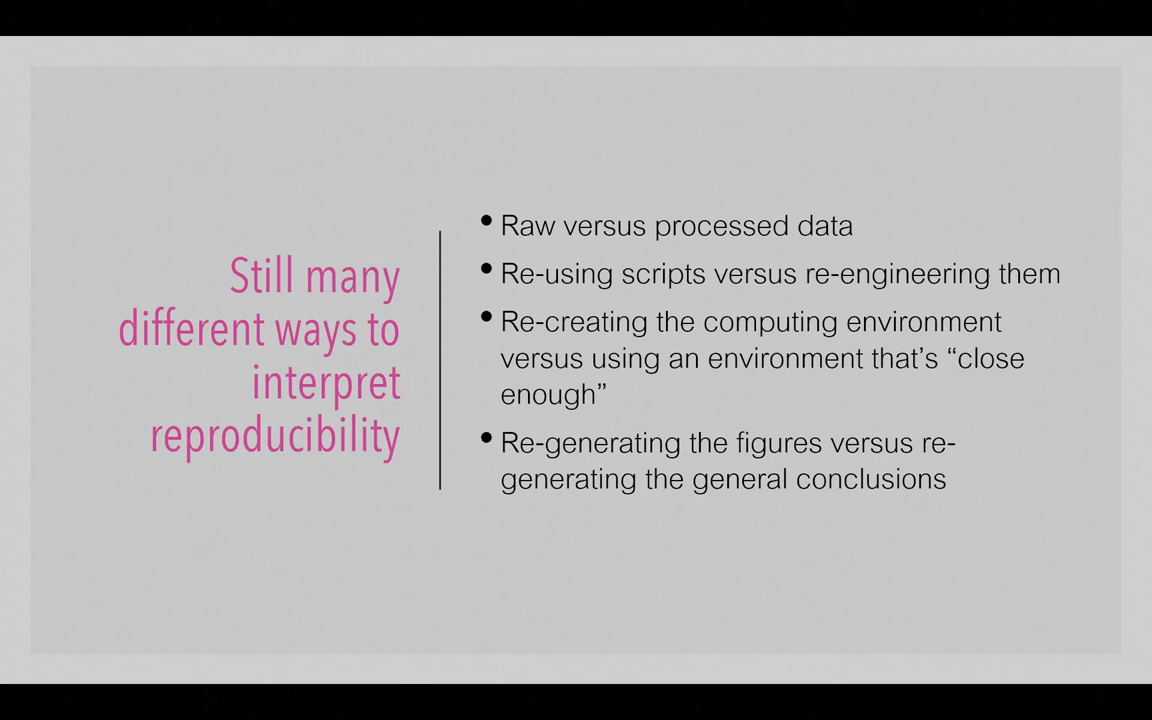 Still many
different ways to
interpret
reproducibility
• Raw versus processed data
• Re-using scripts versus re-engineering them
• Re-creating the computing environment
versus using an environment that’s “close
enough”
• Re-generating the figures versus re-
generating the general conclusions